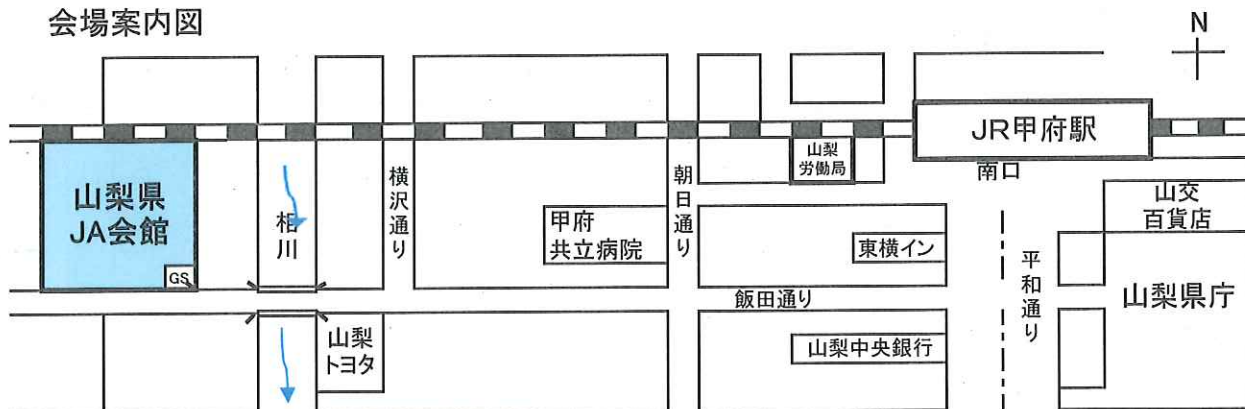 会場案内図
N
JR甲府駅
南口
山梨
労働局
山梨県
JA会館
GS
相川
横沢通り
甲府
共立病院
朝日通り
東横イン
山交
百貨店
平和通り
山梨県庁
飯田通り
山梨
トヨタ
山梨中央銀行